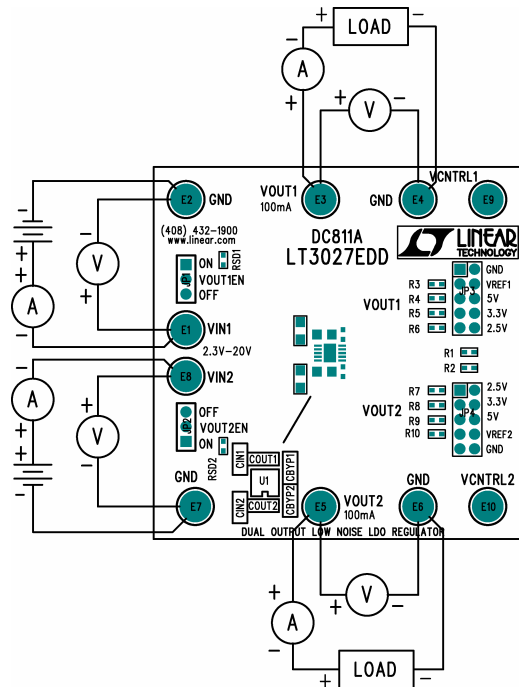 + LOAD
-
A
+
+ V -
VCNTRL1
E2 GND
VOUT1 E3
100mA
GND E4
E9
(408) 432-1900
www.linear.com
DC811A
LT3027EDD
LINEAR
TECHNOLOGY
-
+
+
A
-
-
V
+
JP1
ON
VOUT1EN
OFF
RSD1
E1 VIN1
2.3V-20V
E8 VIN2
VOUT1
R3
R4
R5
R6
JP3
GND
VREF1
5V
3.3V
2.5V
R1
R2
-
A
+
+
-
+
V
-
JP2
OFF
VOUT2EN
ON
RSD2
GND
E7
CIN1
COUT1
CBYP1
U1
CIN2
COUT2
CBYP2
VOUT2
R7
R8
R9
R10
JP4
2.5V
3.3V
5V
VREF2
GND
E5 VOUT2
100mA
GND
E6
VCNTRL2
E10
DUAL OUTPUT LOW NOISE LDO REGULATOR
+ V -
+
A
-
+ LOAD -